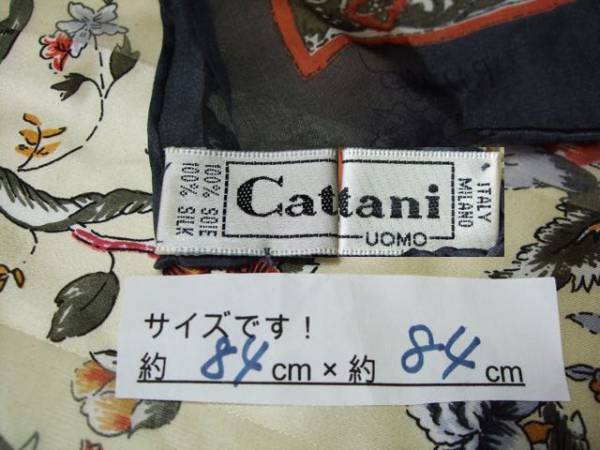 100% SOIE
100% SILK
Cattani
UOMO
ITALY
MILANO
サイズです!
約 84 cm × 約 84 cm